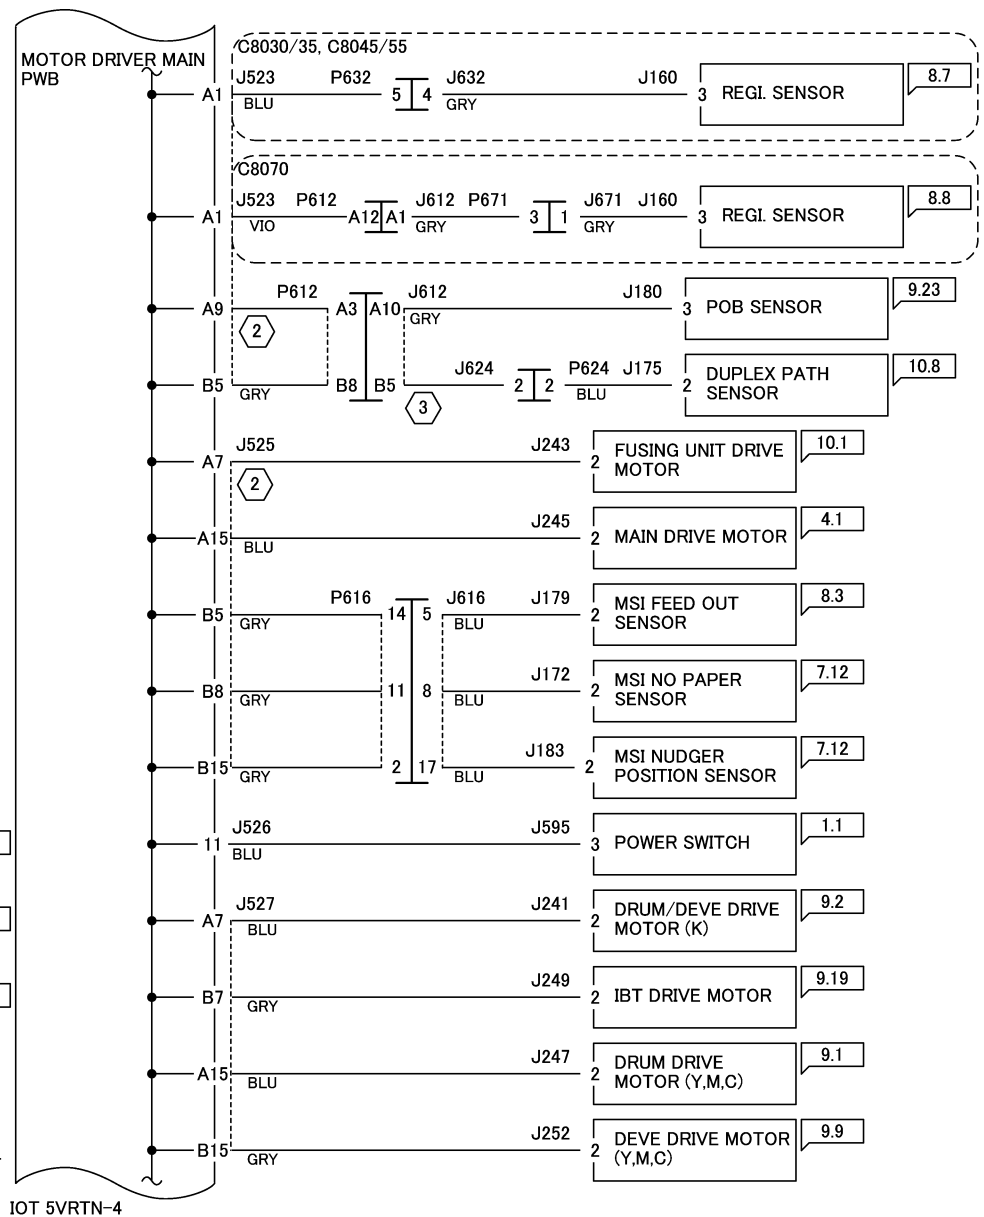 C8030/35, C8045/55
MOTOR DRIVER MAIN
PWB
J523 P632 J632 J160 8.7
A1 5 4 3 REGI. SENSOR
BLU GRY
C8070
J523 P612 J612 P671 J671 J160 8.8
A1 A12 A1 3 1 3 REGI. SENSOR
VIO GRY GRY
P612 J612 J180 9.23
A9 A3 A10 3 POB SENSOR
2 GRY
J624 P624 J175 10.8
B5 B8 B5 2 2 2 DUPLEX PATH
SENSOR
GRY 3 BLU
J525 J243 10.1
A7 2 FUSING UNIT DRIVE
MOTOR
2
J245 4.1
A15 2 MAIN DRIVE MOTOR
BLU
P616 J616 J179 8.3
B5 14 5 2 MSI FEED OUT
SENSOR
GRY BLU
J172 7.12
B8 11 8 2 MSI NO PAPER
SENSOR
GRY BLU
J183 7.12
B15 2 17 2 MSI NUDGER
POSITION SENSOR
GRY BLU
J526 J595 1.1
11 3 POWER SWITCH
BLU
J527 J241 9.2
A7 2 DRUM/DEVE DRIVE
MOTOR (K)
BLU
J249 9.19
B7 2 IBT DRIVE MOTOR
GRY
J247 9.1
A15 2 DRUM DRIVE
MOTOR (Y,M,C)
BLU
J252 9.9
B15 2 DEVE DRIVE MOTOR
(Y,M,C)
GRY
IOT 5VRTN-4